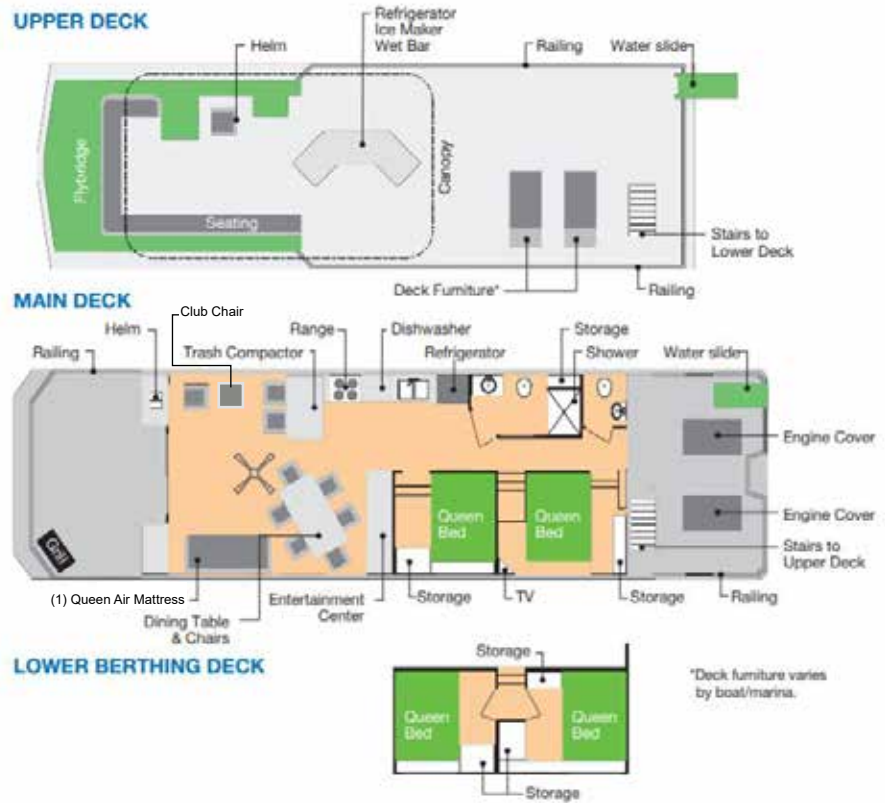 UPPER DECK
Refrigerator
Ice Maker
Wet Bar
Helm
Railing
Water slide
Flybridge
Canopy
Seating
Stairs to
Lower Deck
Deck Furniture*
Railing
MAIN DECK
Club Chair
Helm
Range
Dishwasher
Storage
Railing
Trash Compactor
Refrigerator
Shower
Water slide
Engine Cover
Queen
Bed
Queen
Bed
Engine Cover
Grill
Stairs to
Upper Deck
(1) Queen Air Mattress
Entertainment
Center
Storage
TV
Storage
Railing
Dining Table
& Chairs
LOWER BERTHING DECK
Storage
*Deck furniture varies
by boat/marina.
Queen
Bed
Queen
Bed
Storage